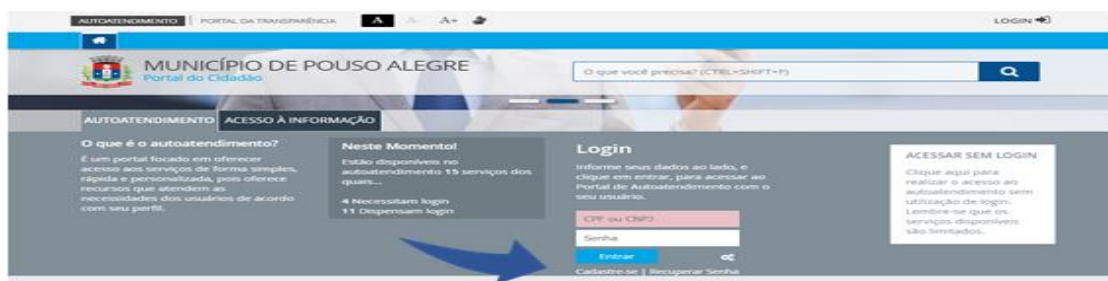 AUTOATENDIMENTO | PORTAL DA TRANSPARÊNCIA A A- A+ LOGIN
MUNICÍPIO DE POUSO ALEGRE
Portal do Cidadão
O que você precisa? (CTRL+SHIFT+F)
AUTOATENDIMENTO ACESSO À INFORMAÇÃO
O que é o autoatendimento?
É um portal focado em oferecer
acesso aos serviços de forma simples,
rápida e personalizada, pois oferece
recursos que atendem as
necessidades dos usuários de acordo
com seu perfil.
Neste Momento!
Estão disponíveis no
autoatendimento 15 serviços dos
quais...
4 Necessitam login
11 Dispensam login
Login
Informe seus dados ao lado, e
clique em entrar, para acessar ao
Portal de Autoatendimento com o
seu usuário.
CPF ou CNPJ
Senha
Entrar
Cadastre-se | Recuperar Senha
ACESSAR SEM LOGIN
Clique aqui para
realizar o acesso ao
autoatendimento sem
utilização de login.
Lembre-se que os
serviços disponíveis
são limitados.